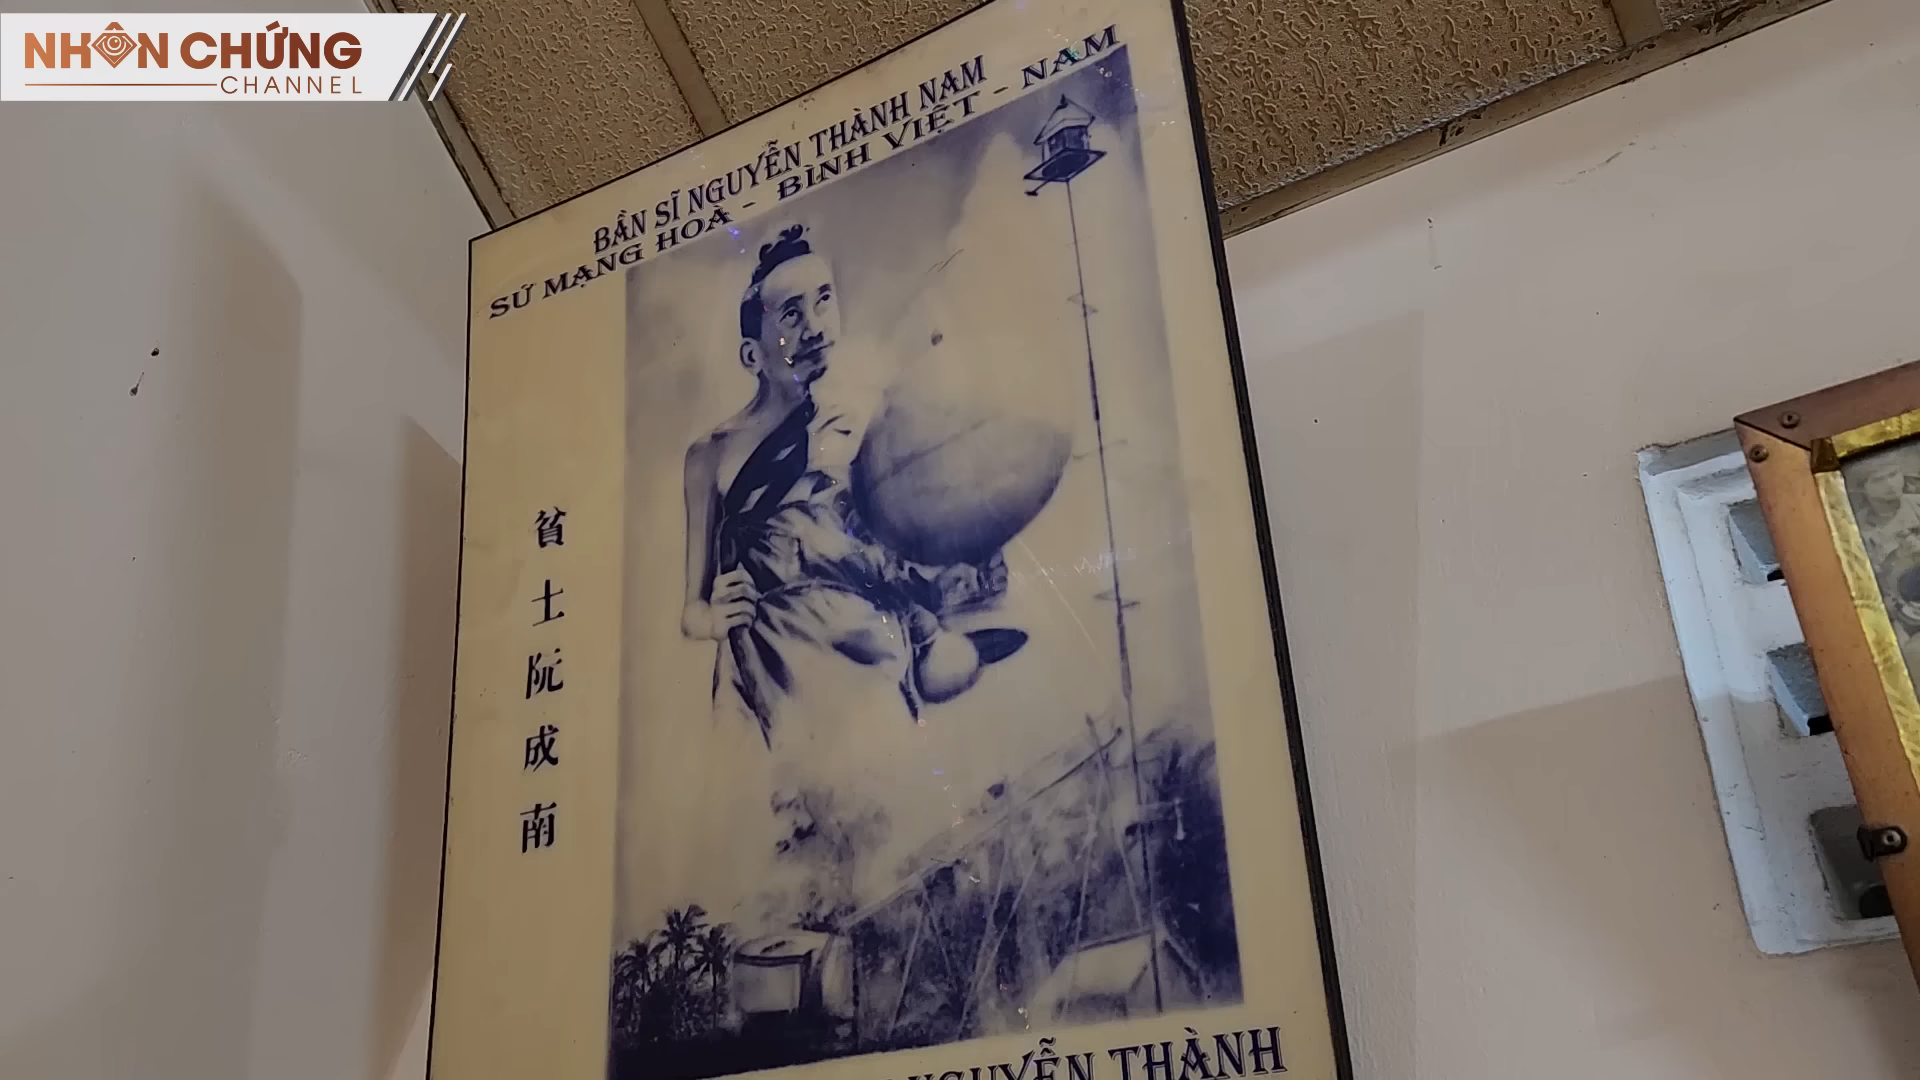 NHÂN CHỨNG
CHANNEL
BẦN SĨ NGUYỄN THÀNH NAM
SỨ MẠNG HOÀ - BÌNH VIỆT - NAM
貧
士
阮
成
南
NGUYỄN THÀNH